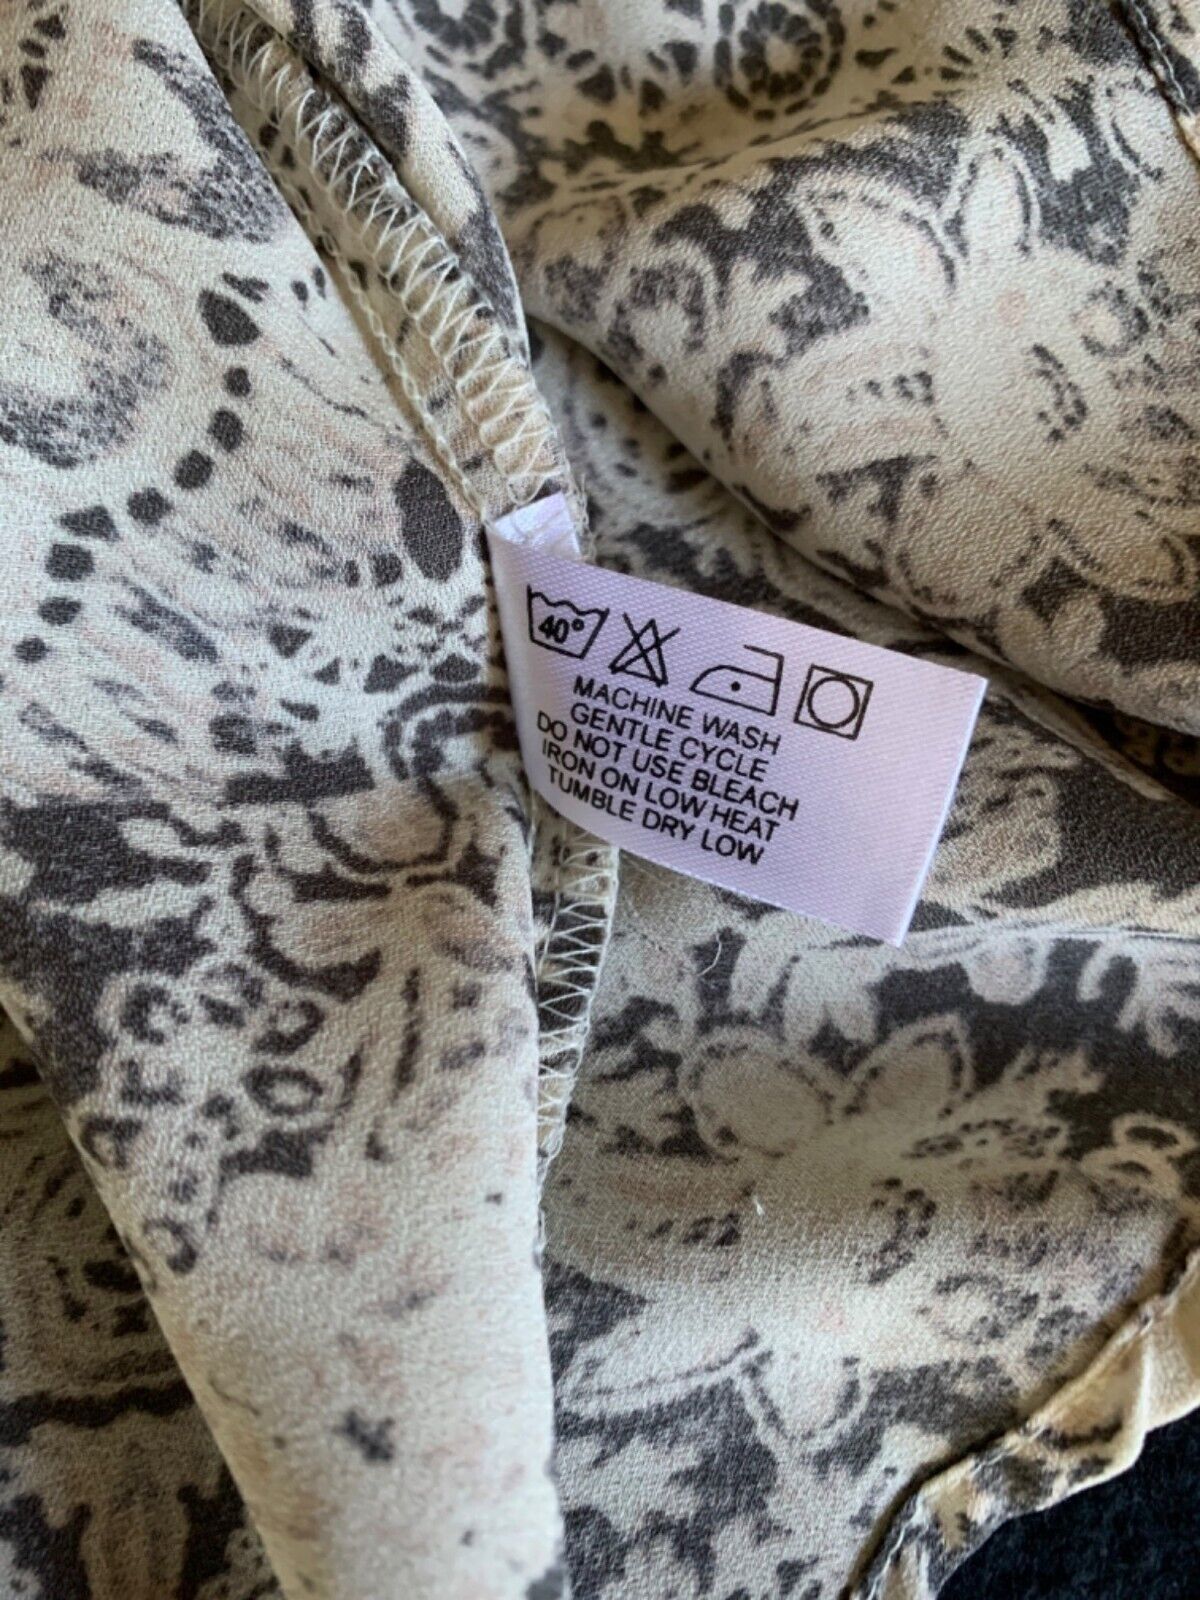 40°
MACHINE WASH
GENTLE CYCLE
DO NOT USE BLEACH
IRON ON LOW HEAT
TUMBLE DRY LOW